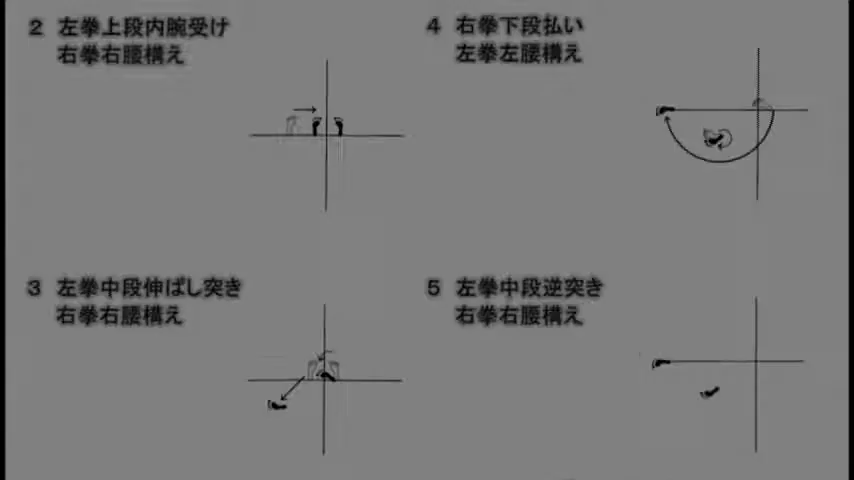 2 左拳上段内腕受け
右拳右腰構え
3 左拳中段伸ばし突き
右拳右腰構え
4 右拳下段払い
左拳左腰構え
5 左拳中段逆突き
右拳右腰構え